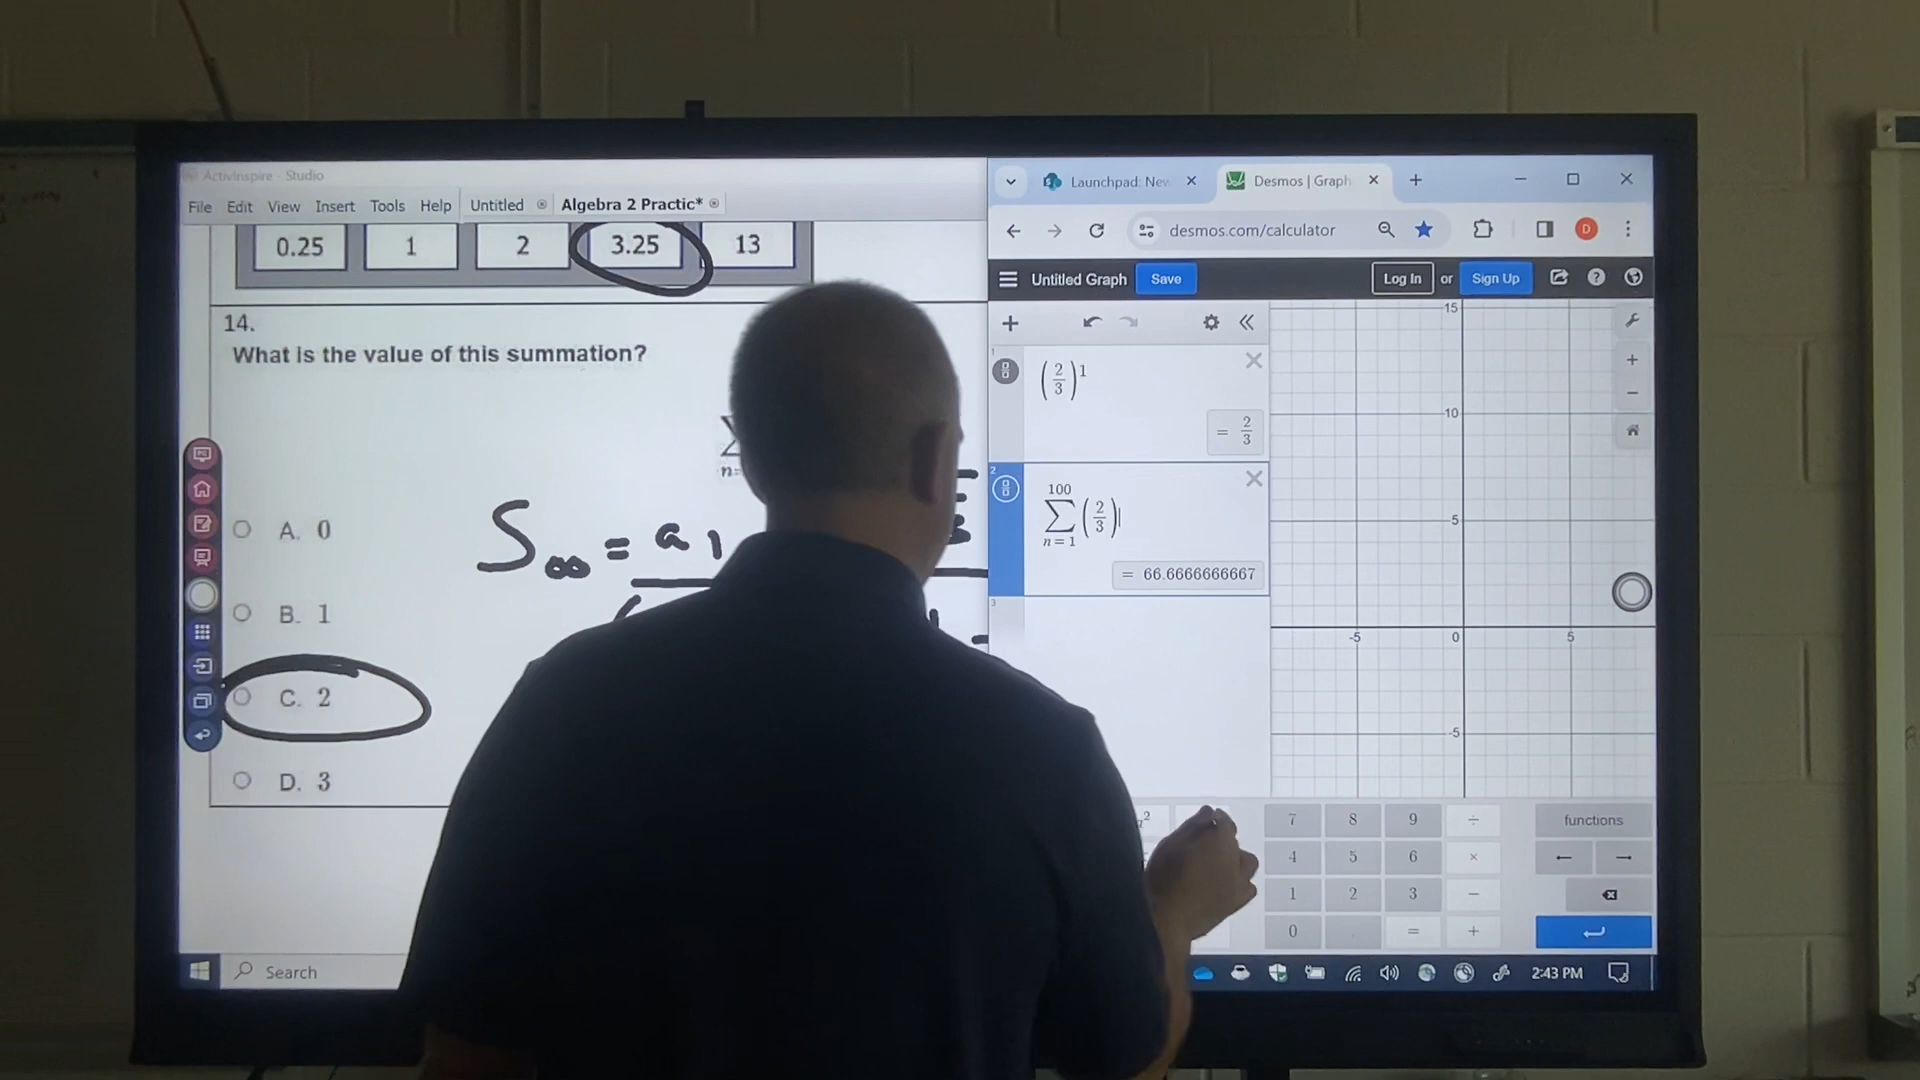 ActivInspire - Studio
File Edit View Insert Tools Help Untitled Algebra 2 Practic*
0.25 1 2 3.25 13
14.
What is the value of this summation?
n=
S∞ = a1
A. 0
B. 1
C. 2
D. 3
Search
Launchpad: New
Desmos | Graph
desmos.com/calculator
D
Untitled Graph Save Log In or Sign Up
1
(2/3)1
= 2/3
2
100
∑ (2/3)
n = 1
= 66.6666666667
3
15
10
5
-5 0 5
-5
7 8 9 ÷ functions
4 5 6 × ← →
1 2 3 −
0 . = +
2:43 PM